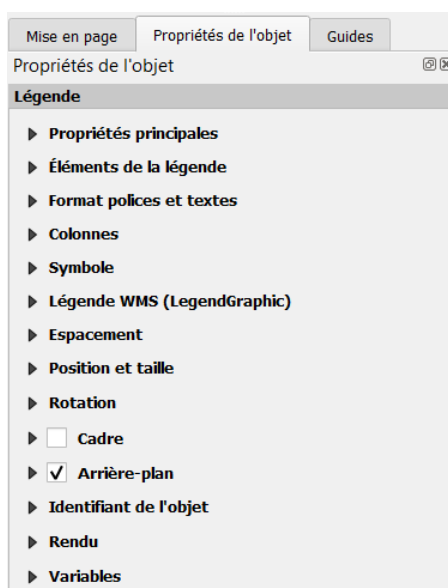 Mise en page Propriétés de l'objet Guides
Propriétés de l'objet
Légende
Propriétés principales
Éléments de la légende
Format polices et textes
Colonnes
Symbole
Légende WMS (LegendGraphic)
Espacement
Position et taille
Rotation
Cadre
Arrière-plan
Identifiant de l'objet
Rendu
Variables